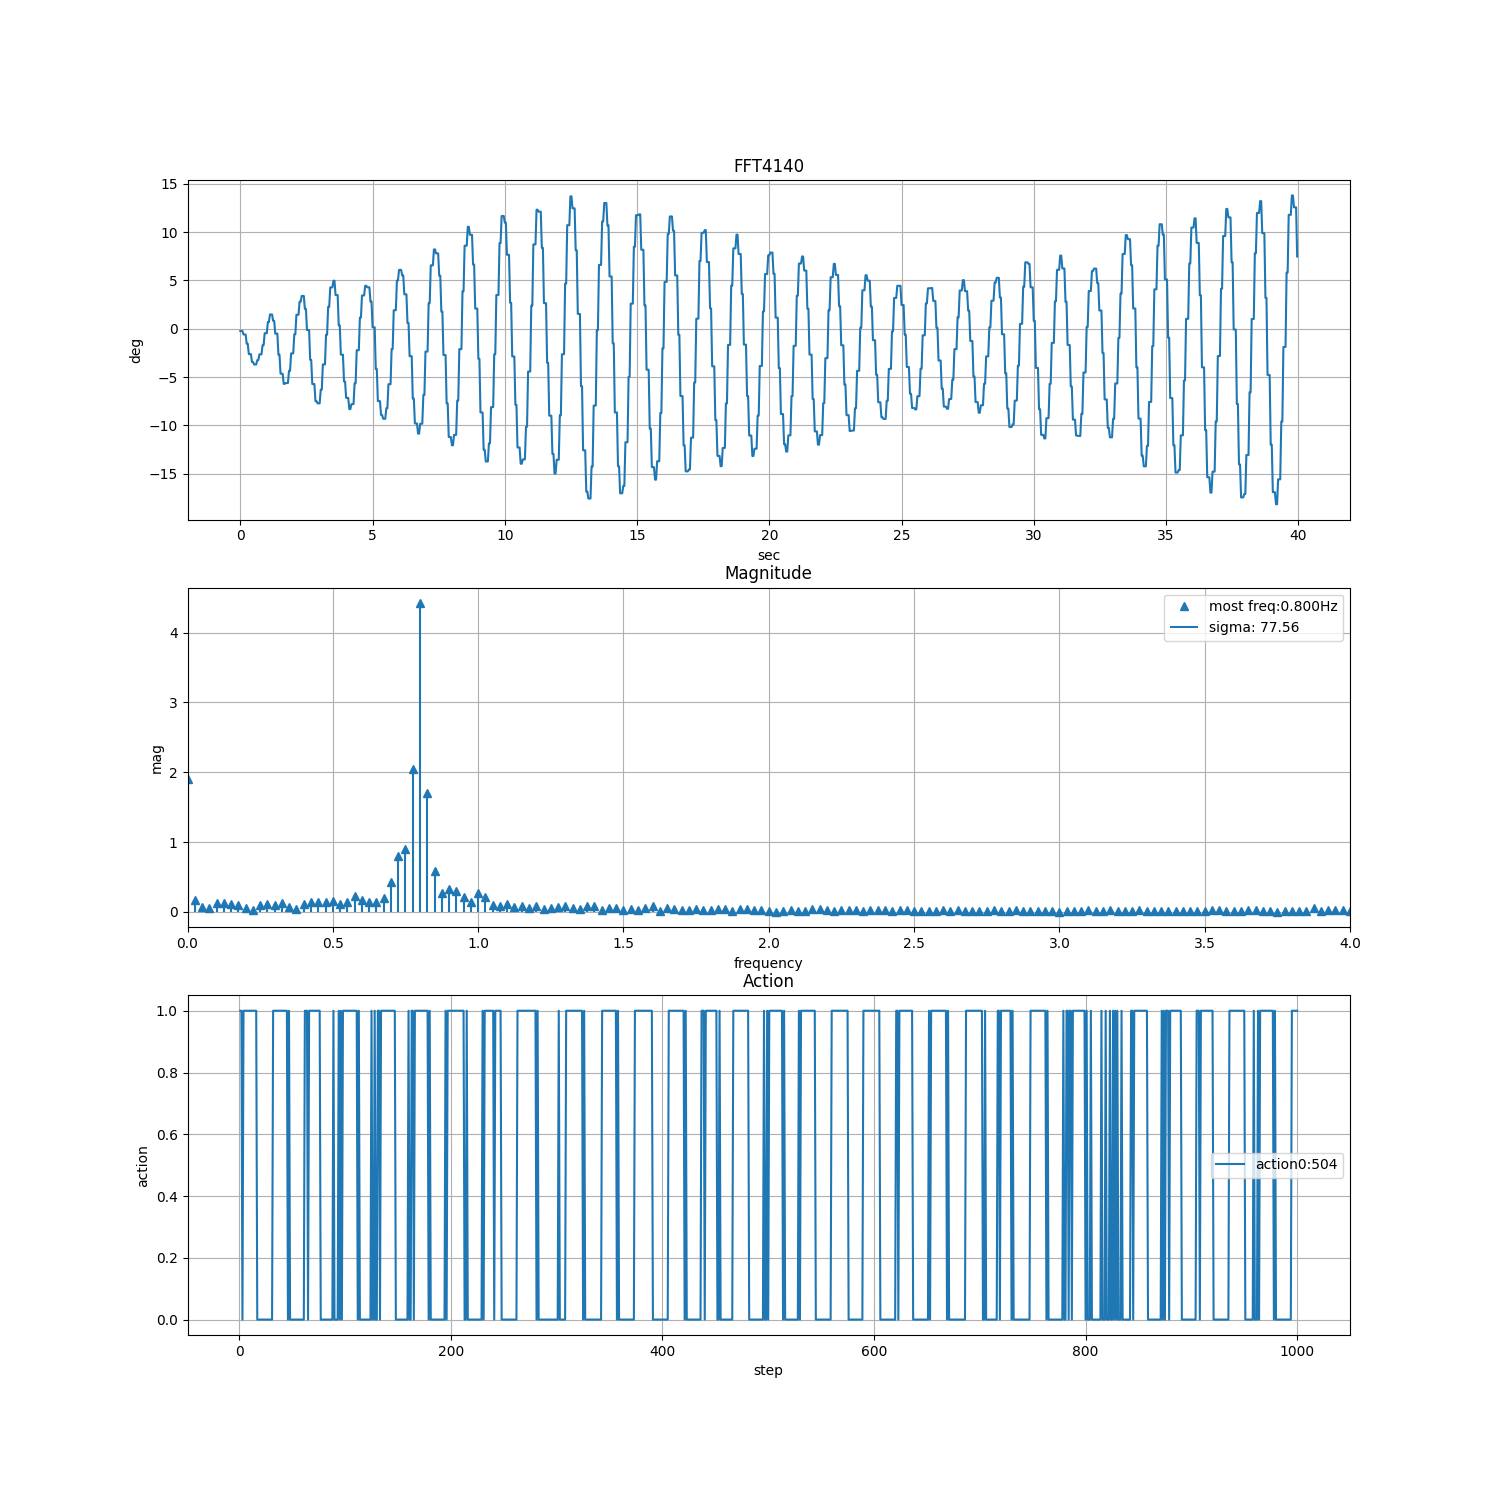 FFT4140
15
10
5
0
−5
−10
−15
deg
0 5 10 15 20 25 30 35 40
sec
Magnitude
most freq:0.800Hz
sigma: 77.56
4
3
2
1
0
mag
0.0 0.5 1.0 1.5 2.0 2.5 3.0 3.5 4.0
frequency
Action
1.0
0.8
0.6
0.4
0.2
0.0
action
action0:504
0 200 400 600 800 1000
step